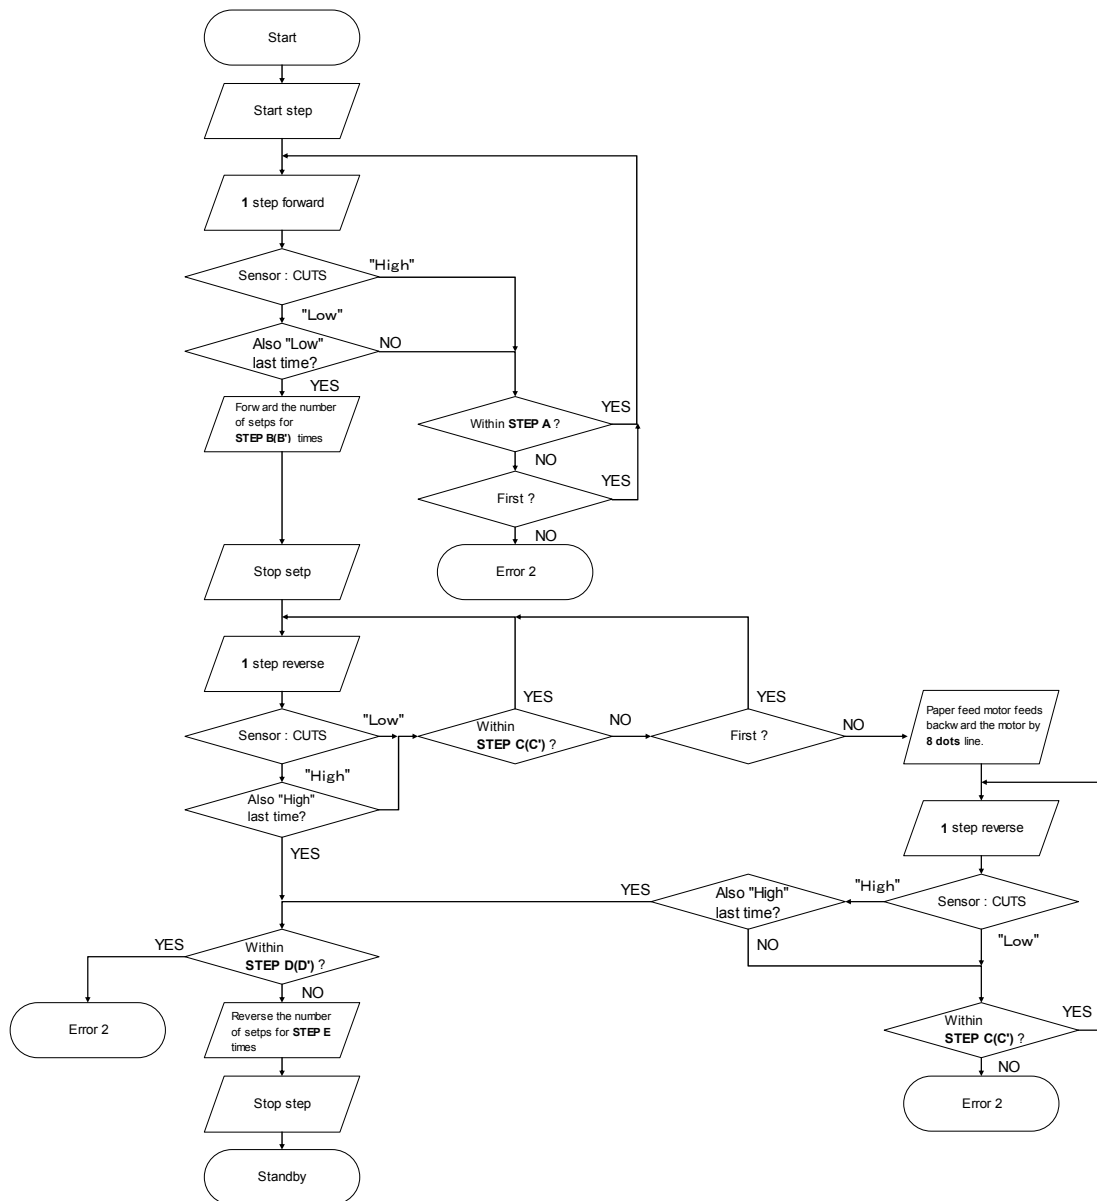 Start
Start step
1 step forward
Sensor : CUTS
"High"
"Low"
Also "Low"
last time?
NO
YES
Forward the number
of setps for
STEP B(B') times
Within STEP A ?
YES
NO
First ?
YES
NO
Error 2
Stop setp
1 step reverse
Sensor : CUTS
"Low"
"High"
Also "High"
last time?
YES
Within
STEP C(C') ?
YES
NO
First ?
YES
NO
Paper feed motor feeds
backward the motor by
8 dots line.
1 step reverse
Sensor : CUTS
"High"
"Low"
Also "High"
last time?
YES
NO
Within
STEP C(C') ?
YES
NO
Error 2
Within
STEP D(D') ?
YES
NO
Error 2
Reverse the number
of setps for STEP E
times
Stop step
Standby